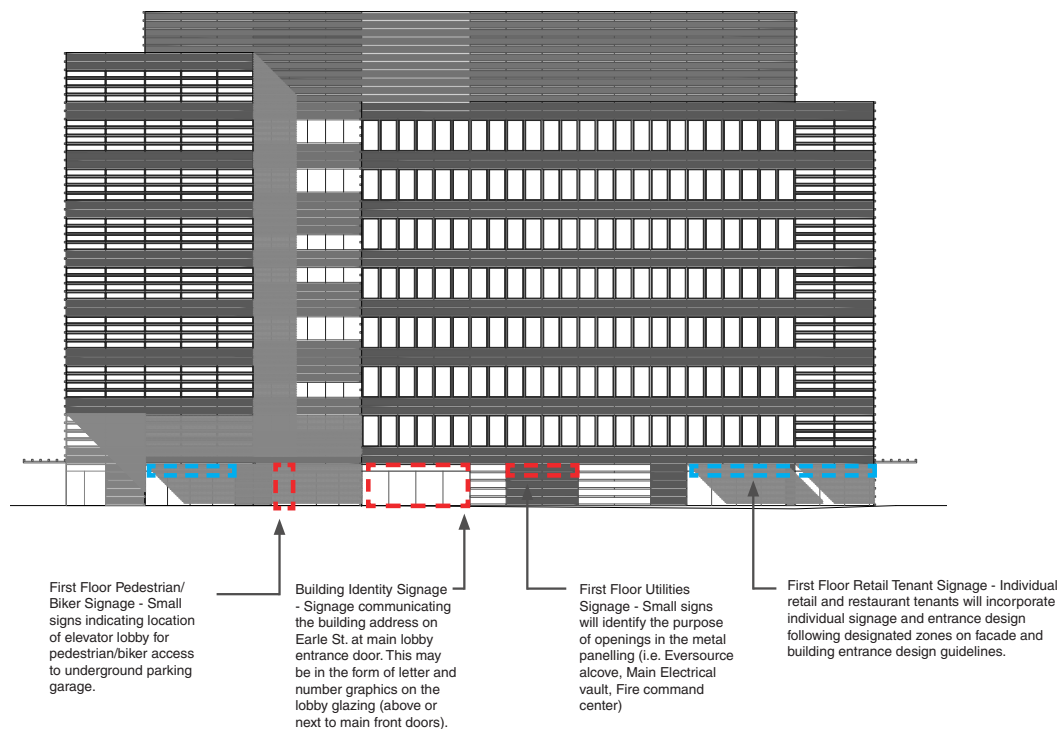 First Floor Pedestrian/
Biker Signage - Small
signs indicating location
of elevator lobby for
pedestrian/biker access
to underground parking
garage.
Building Identity Signage
- Signage communicating
the building address on
Earle St. at main lobby
entrance door. This may
be in the form of letter and
number graphics on the
lobby glazing (above or
next to main front doors).
First Floor Utilities
Signage - Small signs
will identify the purpose
of openings in the metal
panelling (i.e. Eversource
alcove, Main Electrical
vault, Fire command
center)
First Floor Retail Tenant Signage - Individual
retail and restaurant tenants will incorporate
individual signage and entrance design
following designated zones on facade and
building entrance design guidelines.